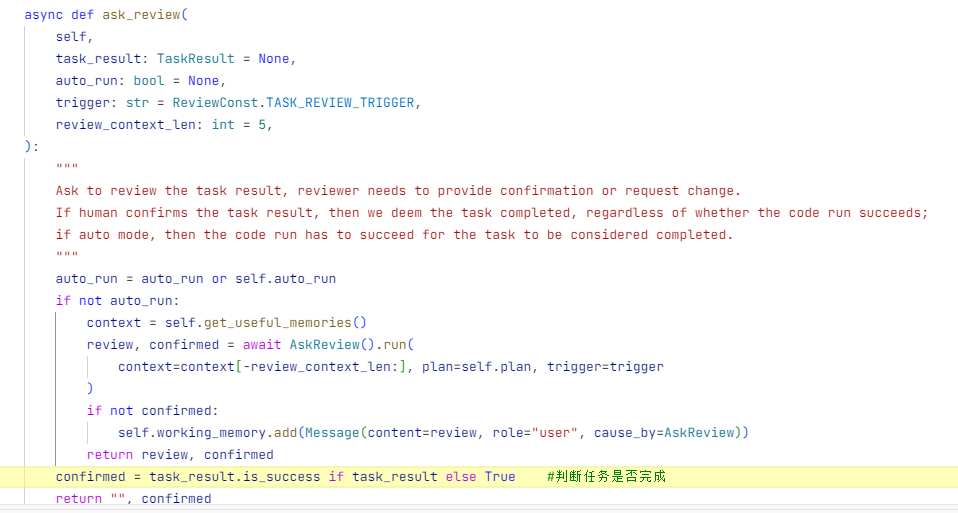 async def ask_review(
    self,
    task_result: TaskResult = None,
    auto_run: bool = None,
    trigger: str = ReviewConst.TASK_REVIEW_TRIGGER,
    review_context_len: int = 5,
):
    """
    Ask to review the task result, reviewer needs to provide confirmation or request change.
    If human confirms the task result, then we deem the task completed, regardless of whether the code run succeeds;
    if auto mode, then the code run has to succeed for the task to be considered completed.
    """
    auto_run = auto_run or self.auto_run
    if not auto_run:
        context = self.get_useful_memories()
        review, confirmed = await AskReview().run(
            context=context[-review_context_len:], plan=self.plan, trigger=trigger
        )
        if not confirmed:
            self.working_memory.add(Message(content=review, role="user", cause_by=AskReview))
        return review, confirmed
    confirmed = task_result.is_success if task_result else True    #判断任务是否完成
    return "", confirmed